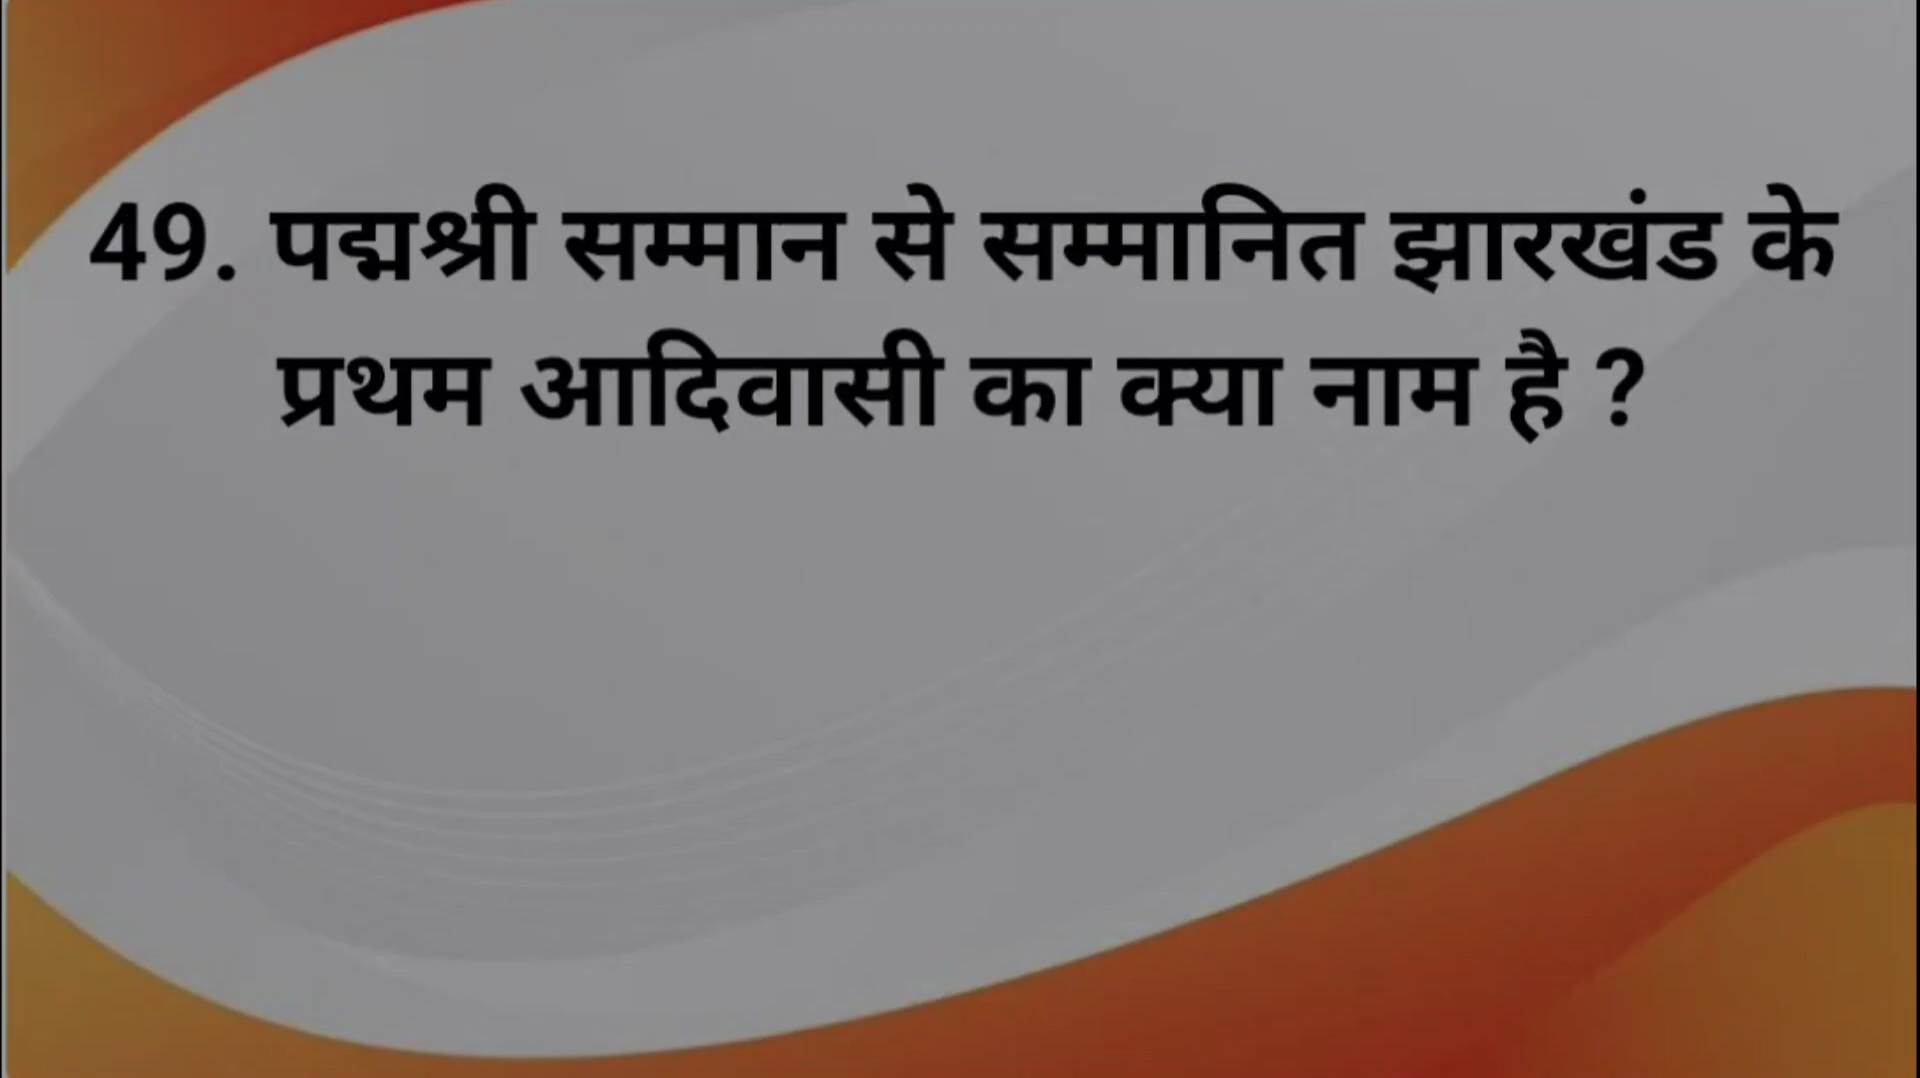 49. पद्मश्री सम्मान से सम्मानित झारखंड के
प्रथम आदिवासी का क्या नाम है ?